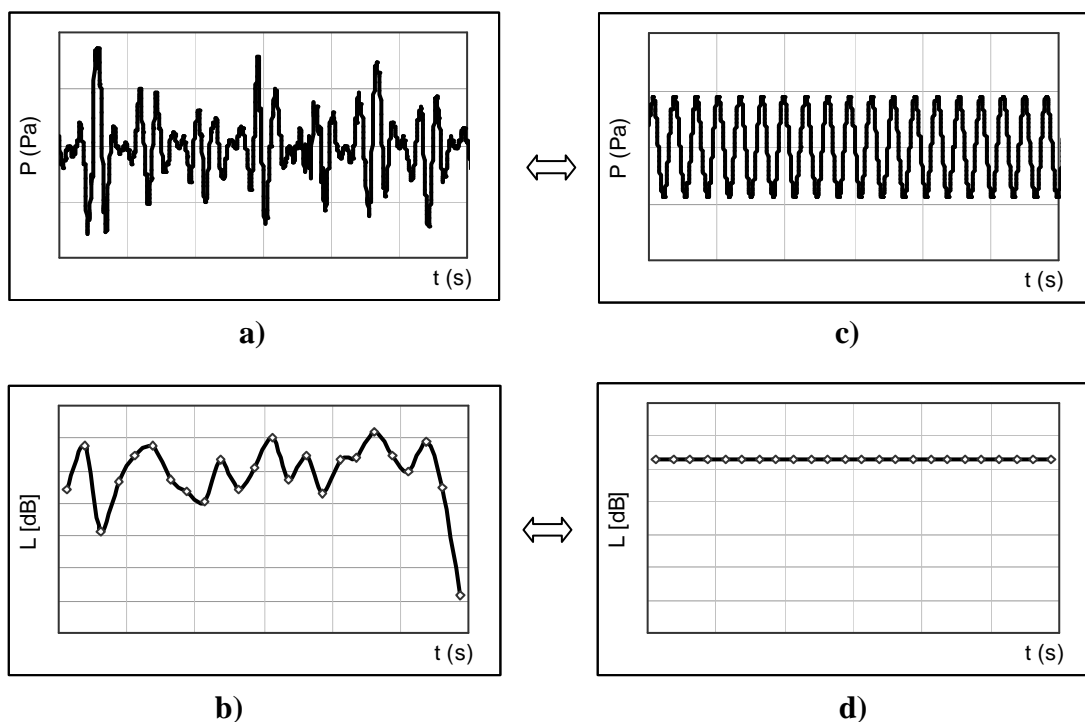 P (Pa)
t (s)
a)
P (Pa)
t (s)
c)
L [dB]
t (s)
b)
L [dB]
t (s)
d)